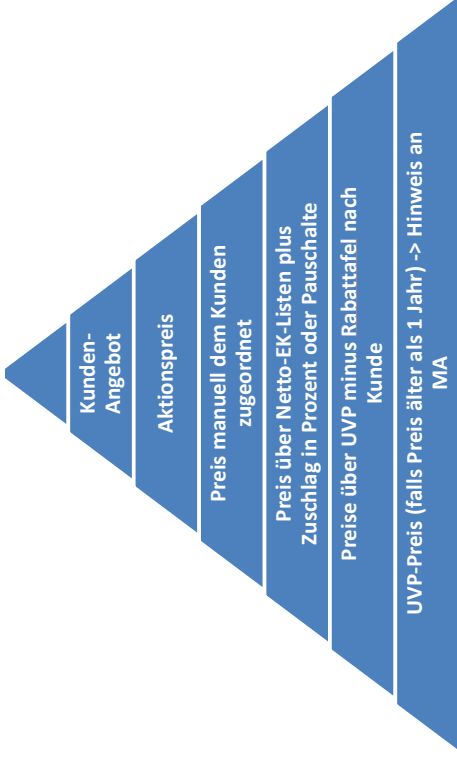 Kunden-
Angebot
Aktionspreis
Preis manuell dem Kunden
zugeordnet
Preis über Netto-EK-Listen plus
Zuschlag in Prozent oder Pauschalte
Preise über UVP minus Rabattafel nach
Kunde
UVP-Preis (falls Preis älter als 1 Jahr) -> Hinweis an
MA